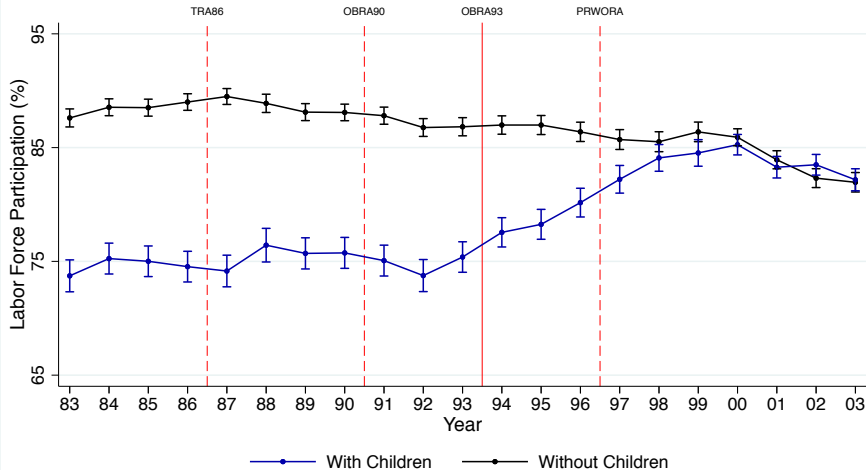 TRA86 OBRA90 OBRA93 PRWORA
Labor Force Participation (%)
95
85
75
65
83 84 85 86 87 88 89 90 91 92 93 94 95 96 97 98 99 00 01 02 03
Year
With Children Without Children